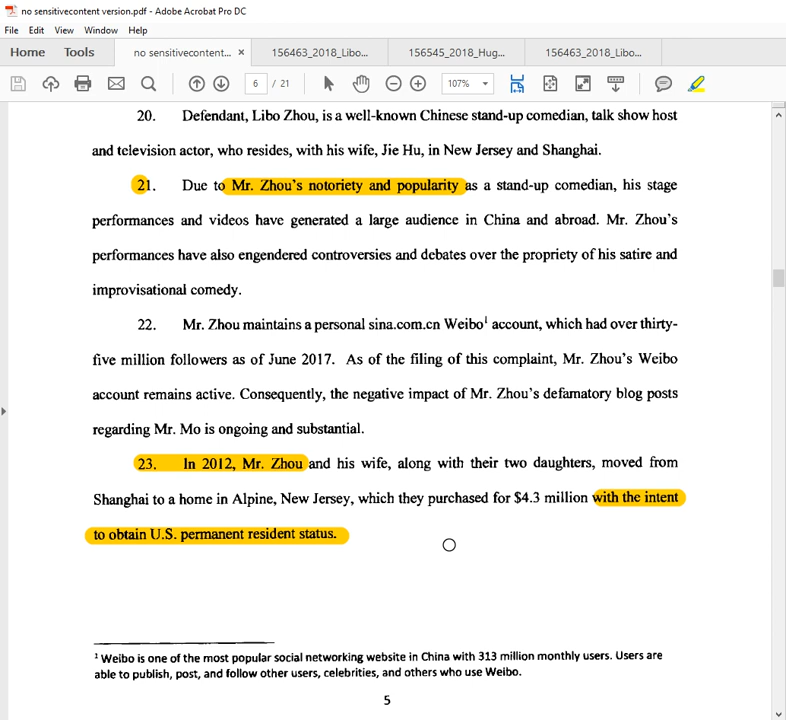 no sensitivecontent version.pdf - Adobe Acrobat Pro DC
File Edit View Window Help
Home Tools no sensitivecontent... × 156463_2018_Libo... 156545_2018_Hug... 156463_2018_Libo...
6 / 21 107%
20. Defendant, Libo Zhou, is a well-known Chinese stand-up comedian, talk show host
and television actor, who resides, with his wife, Jie Hu, in New Jersey and Shanghai.
21. Due to Mr. Zhou's notoriety and popularity as a stand-up comedian, his stage
performances and videos have generated a large audience in China and abroad. Mr. Zhou's
performances have also engendered controversies and debates over the propriety of his satire and
improvisational comedy.
22. Mr. Zhou maintains a personal sina.com.cn Weibo¹ account, which had over thirty-
five million followers as of June 2017. As of the filing of this complaint, Mr. Zhou's Weibo
account remains active. Consequently, the negative impact of Mr. Zhou's defamatory blog posts
regarding Mr. Mo is ongoing and substantial.
23. In 2012, Mr. Zhou and his wife, along with their two daughters, moved from
Shanghai to a home in Alpine, New Jersey, which they purchased for $4.3 million with the intent
to obtain U.S. permanent resident status.
¹ Weibo is one of the most popular social networking website in China with 313 million monthly users. Users are
able to publish, post, and follow other users, celebrities, and others who use Weibo.
5